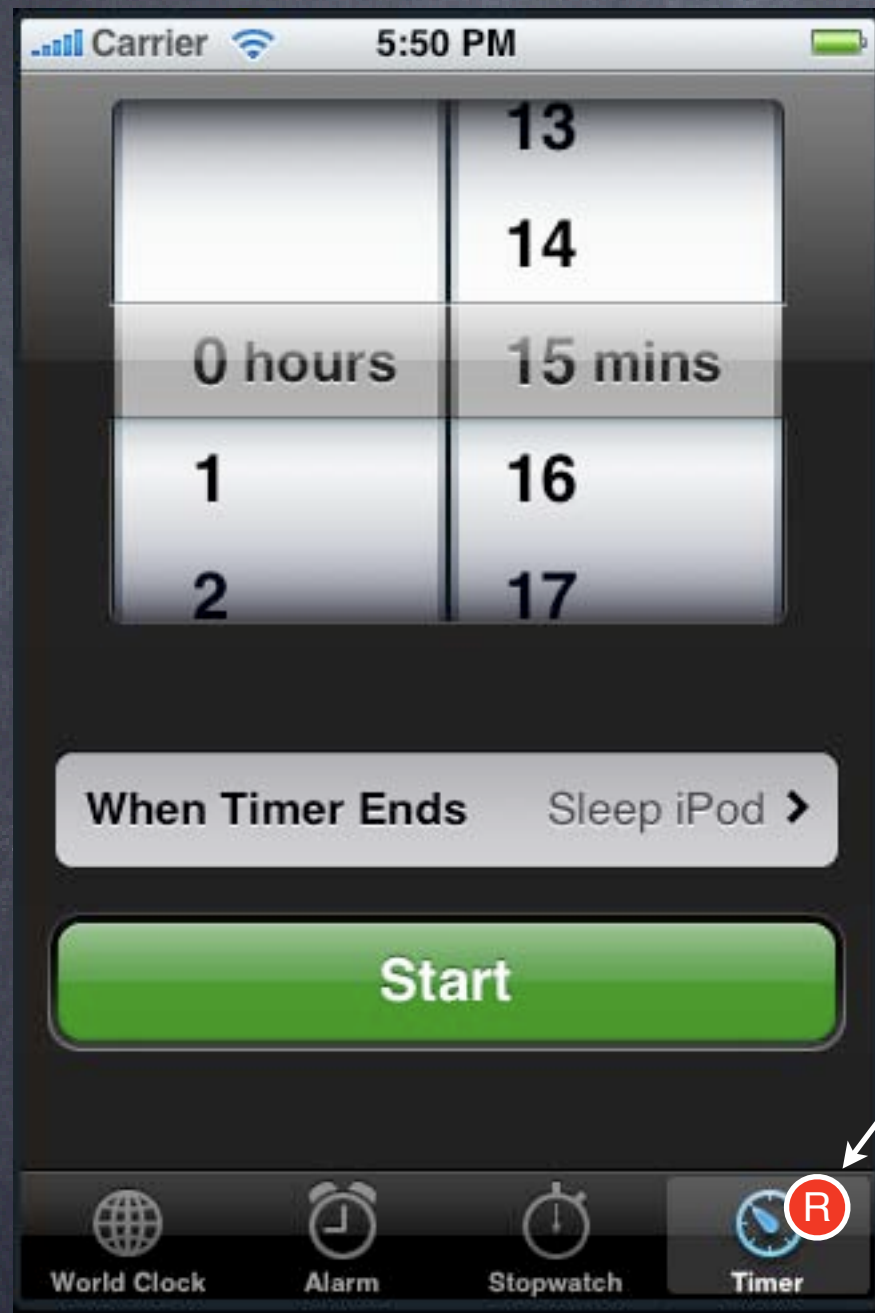 Carrier 5:50 PM
13
14
0 hours 15 mins
1 16
2 17
When Timer Ends Sleep iPod >
Start
R
World Clock Alarm Stopwatch Timer